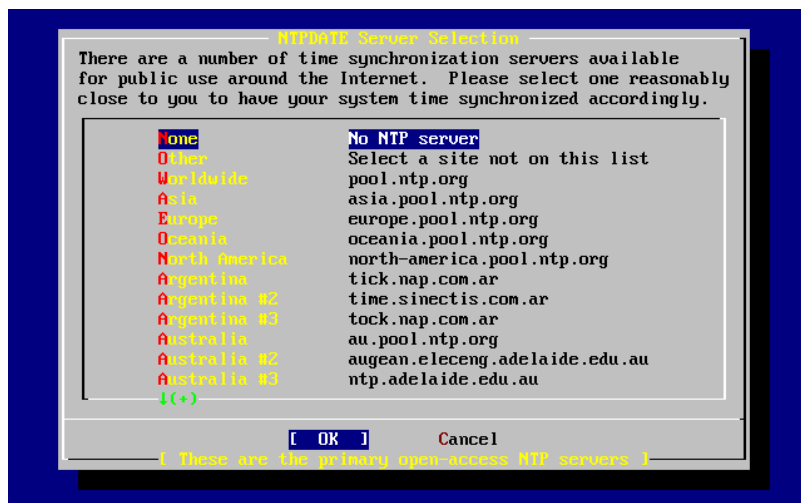 NTPDATE Server Selection
There are a number of time synchronization servers available
for public use around the Internet.  Please select one reasonably
close to you to have your system time synchronized accordingly.
None No NTP server
Other Select a site not on this list
Worldwide pool.ntp.org
Asia asia.pool.ntp.org
Europe europe.pool.ntp.org
Oceania oceania.pool.ntp.org
North America north-america.pool.ntp.org
Argentina tick.nap.com.ar
Argentina #2 time.sinectis.com.ar
Argentina #3 tock.nap.com.ar
Australia au.pool.ntp.org
Australia #2 augean.eleceng.adelaide.edu.au
Australia #3 ntp.adelaide.edu.au
↓(+)
[ OK ] Cancel
[ These are the primary open-access NTP servers ]